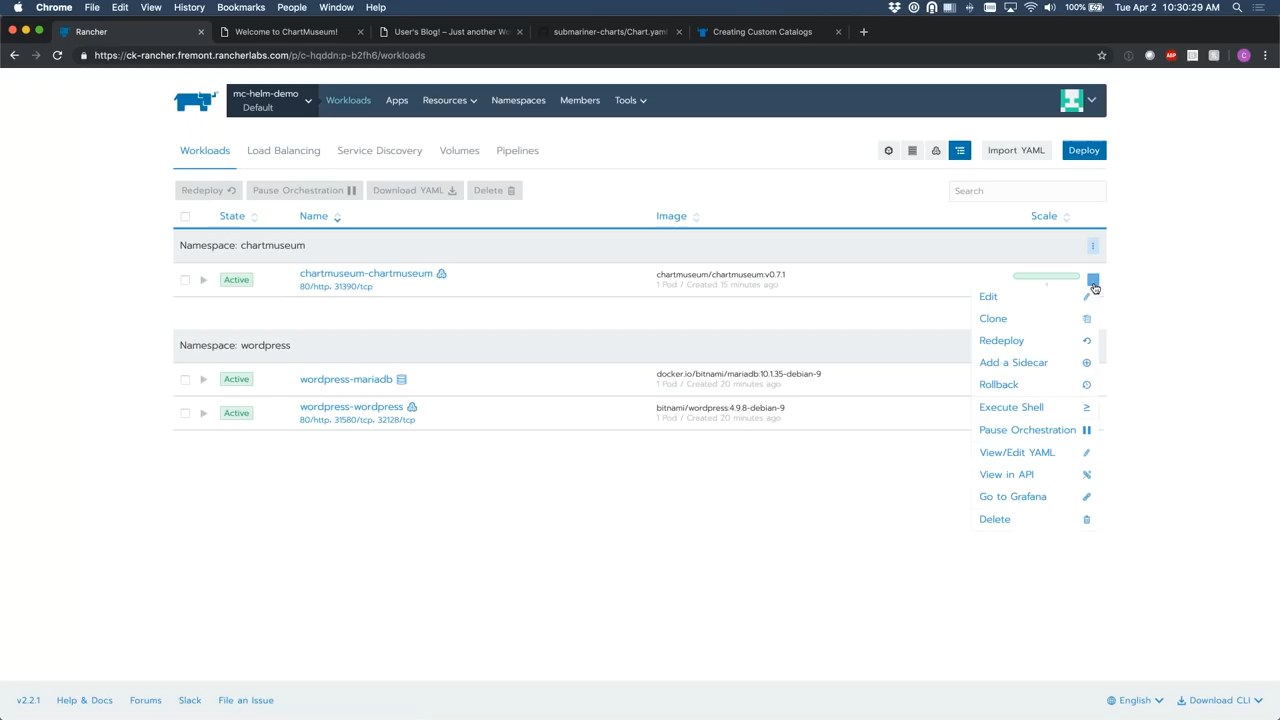 Chrome File Edit View History Bookmarks People Window Help 100% Tue Apr 2 10:30:29 AM
Rancher Welcome to ChartMuseum! User's Blog! – Just another Wo submariner-charts/Chart.yaml Creating Custom Catalogs
https://ck-rancher.fremont.rancherlabs.com/p/c-hqddn:p-b2fh6/workloads
mc-helm-demo
Default
Workloads Apps Resources Namespaces Members Tools
Workloads Load Balancing Service Discovery Volumes Pipelines Import YAML Deploy
Redeploy Pause Orchestration Download YAML Delete Search
State Name Image Scale
Namespace: chartmuseum
Active chartmuseum-chartmuseum chartmuseum/chartmuseum:v0.7.1
80/http, 31390/tcp 1 Pod / Created 15 minutes ago
Edit
Clone
Redeploy
Add a Sidecar
Rollback
Execute Shell
Pause Orchestration
View/Edit YAML
View in API
Go to Grafana
Delete
Namespace: wordpress
Active wordpress-mariadb docker.io/bitnami/mariadb:10.1.35-debian-9
1 Pod / Created 20 minutes ago
Active wordpress-wordpress bitnami/wordpress:4.9.8-debian-9
80/http, 31580/tcp, 32128/tcp 1 Pod / Created 20 minutes ago
v2.2.1 Help & Docs Forums Slack File an Issue English Download CLI